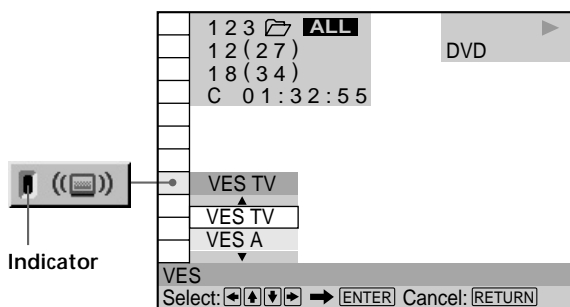 123 ALL
12(27)
18(34)
C 01:32:55
DVD
VES TV
VES TV
VES A
Indicator
VES
Select: ENTER Cancel: RETURN